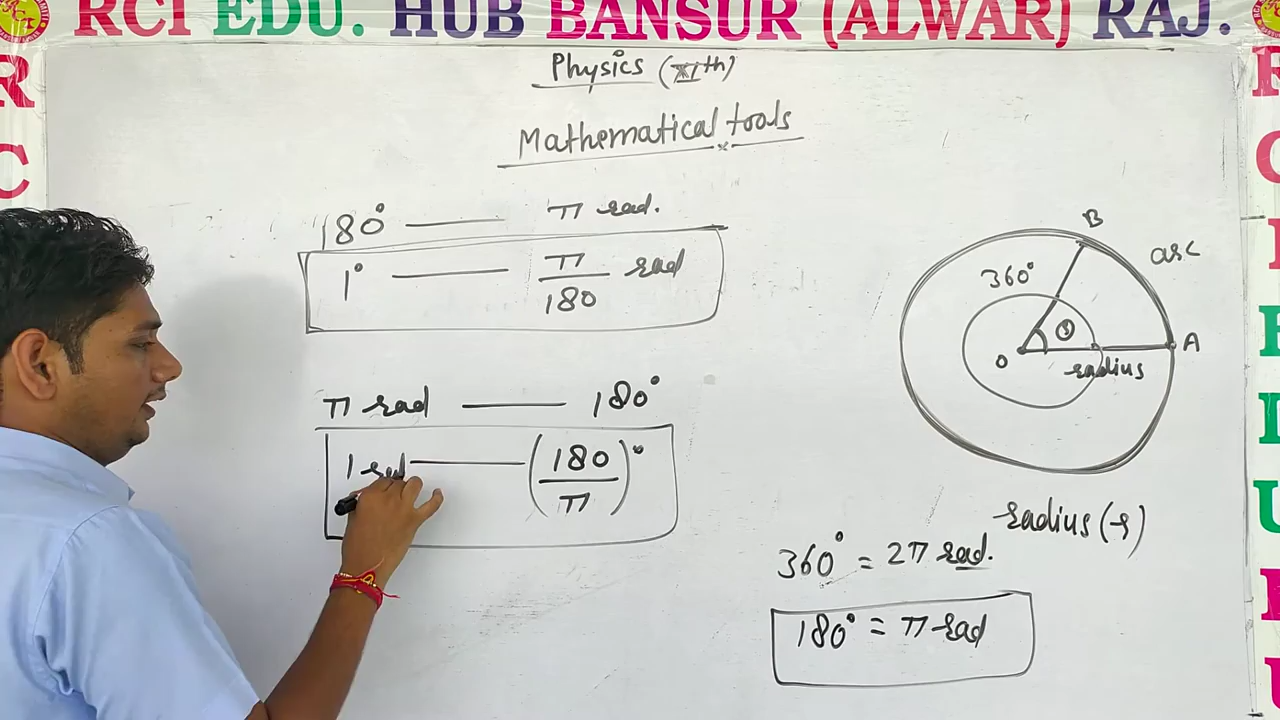 RCI EDU. HUB BANSUR (ALWAR) RAJ.
R
C
Physics (XIth)
Mathematical tools
180° — π rad.
1° — π/180 rad
π rad — 180°
1 rad — (180/π)°
B
arc
360°
θ
O
A
radius
radius (r)
360° = 2π rad.
180° = π rad
R
C
I
E
D
U